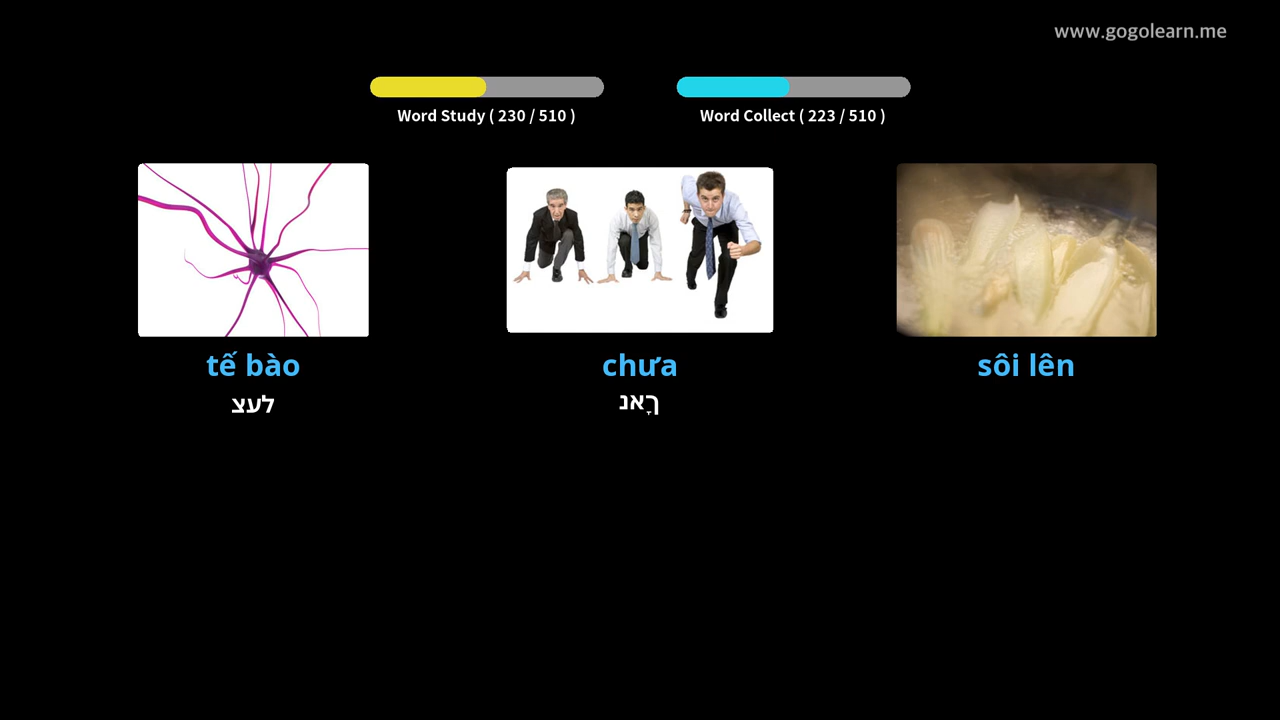 www.gogolearn.me
Word Study ( 230 / 510 )
Word Collect ( 223 / 510 )
tế bào
לעצ
chưa
ךָאנ
sôi lên